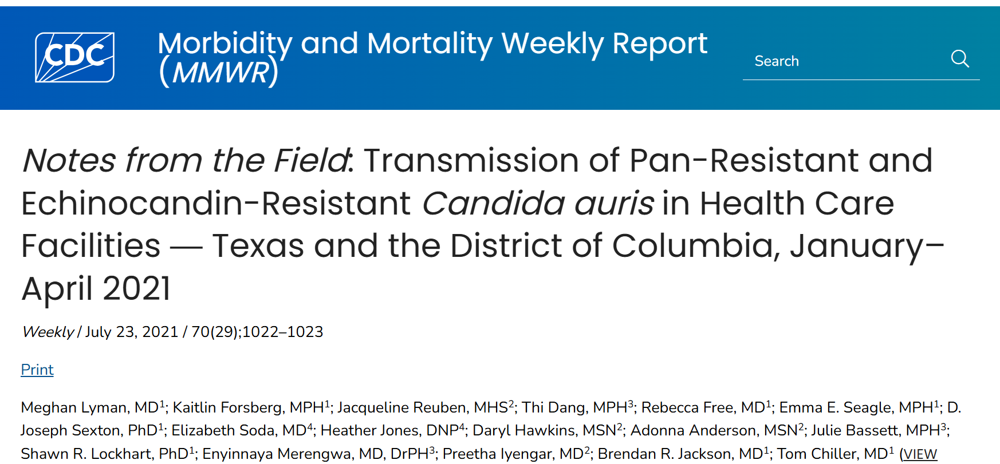 CDC
Morbidity and Mortality Weekly Report
(MMWR)
Search
Notes from the Field: Transmission of Pan-Resistant and
Echinocandin-Resistant Candida auris in Health Care
Facilities — Texas and the District of Columbia, January–
April 2021
Weekly / July 23, 2021 / 70(29);1022–1023
Print
Meghan Lyman, MD¹; Kaitlin Forsberg, MPH¹; Jacqueline Reuben, MHS²; Thi Dang, MPH³; Rebecca Free, MD¹; Emma E. Seagle, MPH¹; D.
Joseph Sexton, PhD¹; Elizabeth Soda, MD⁴; Heather Jones, DNP⁴; Daryl Hawkins, MSN²; Adonna Anderson, MSN²; Julie Bassett, MPH³;
Shawn R. Lockhart, PhD¹; Enyinnaya Merengwa, MD, DrPH³; Preetha Iyengar, MD²; Brendan R. Jackson, MD¹; Tom Chiller, MD¹ (VIEW